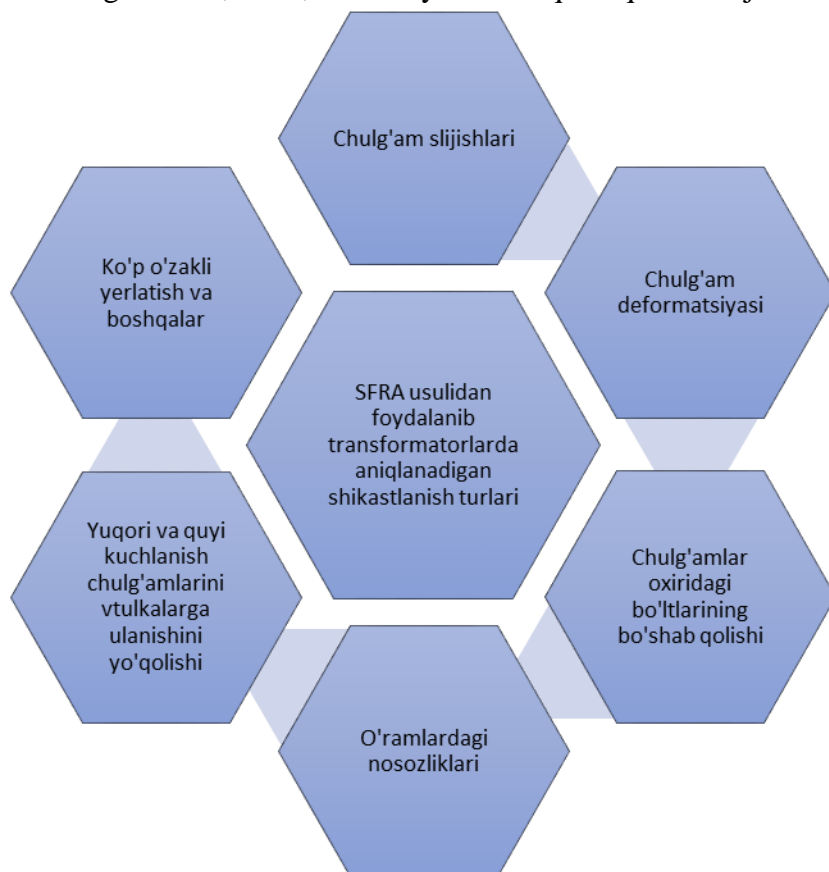 Chulg'am slijishlari
Ko'p o'zakli
yerlatish va
boshqalar
Chulg'am
deformatsiyasi
SFRA usulidan
foydalanib
transformatorlarda
aniqlanadigan
shikastlanish turlari
Yuqori va quyi
kuchlanish
chulg'amlarini
vtulkalarga
ulanishini
yo'qolishi
Chulg'amlar
oxiridagi
bo'ltlarining
bo'shab qolishi
O'ramlardagi
nosozliklari